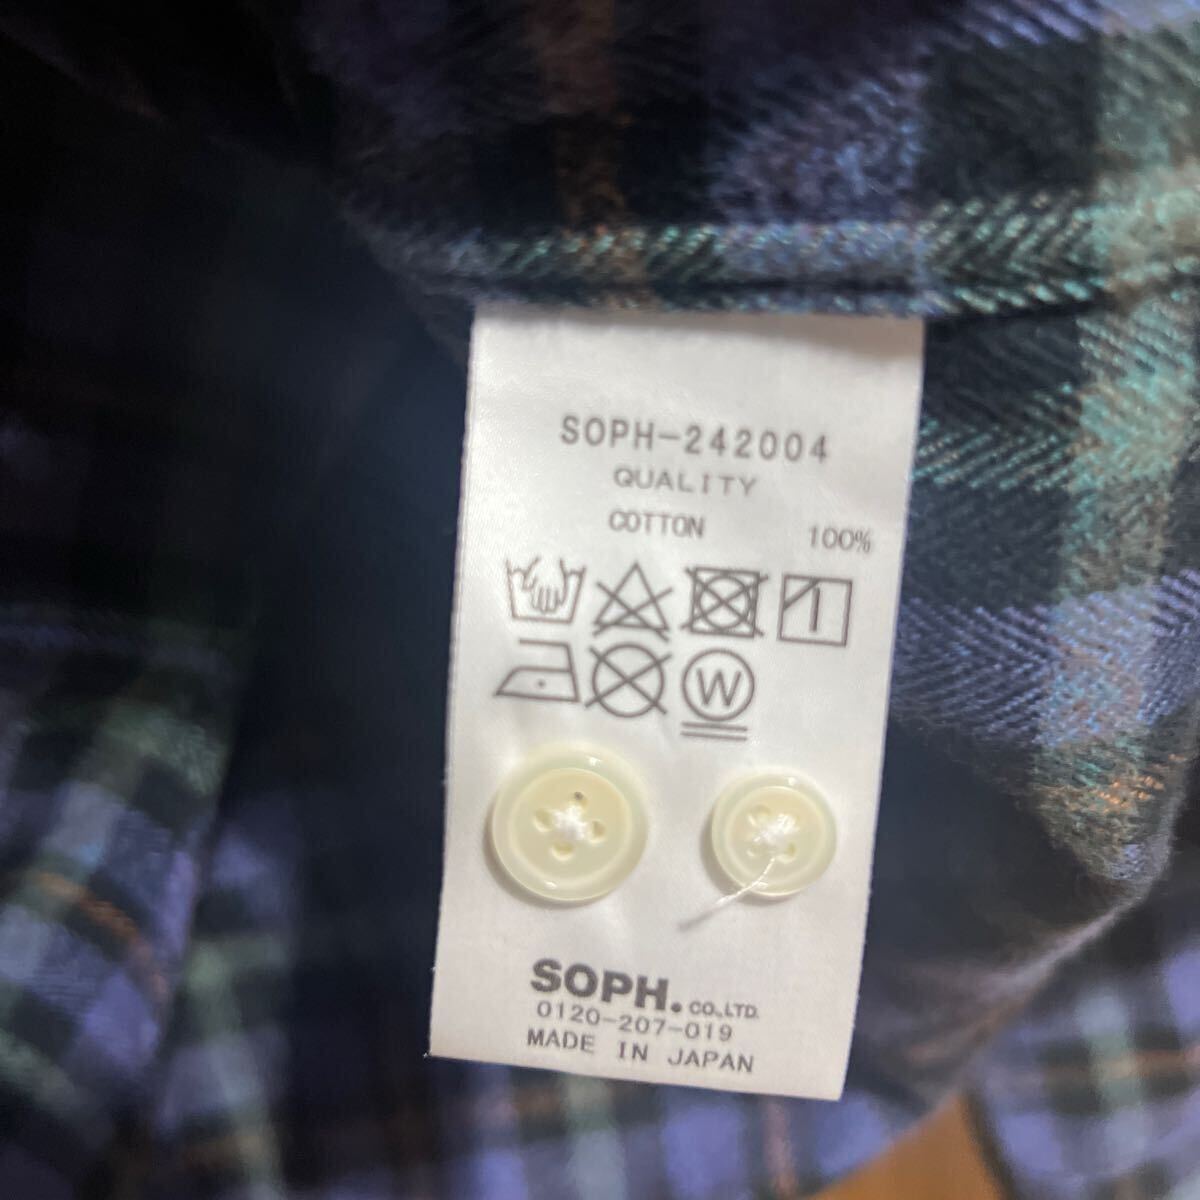 SOPH-242004
QUALITY
COTTON 100%
W
SOPH. CO.,LTD.
0120-207-019
MADE IN JAPAN